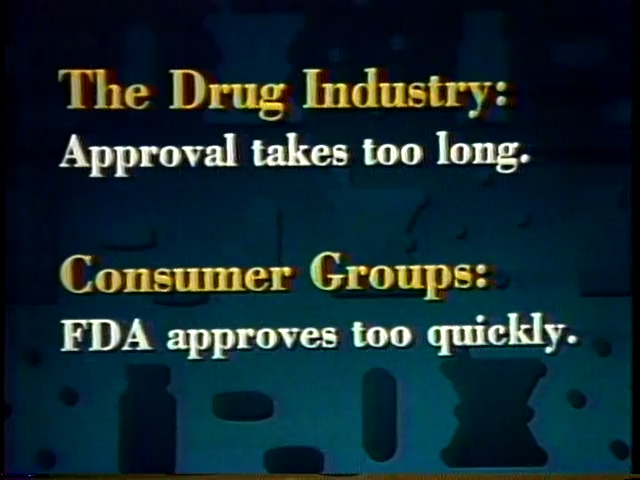 The Drug Industry:
Approval takes too long.
Consumer Groups:
FDA approves too quickly.